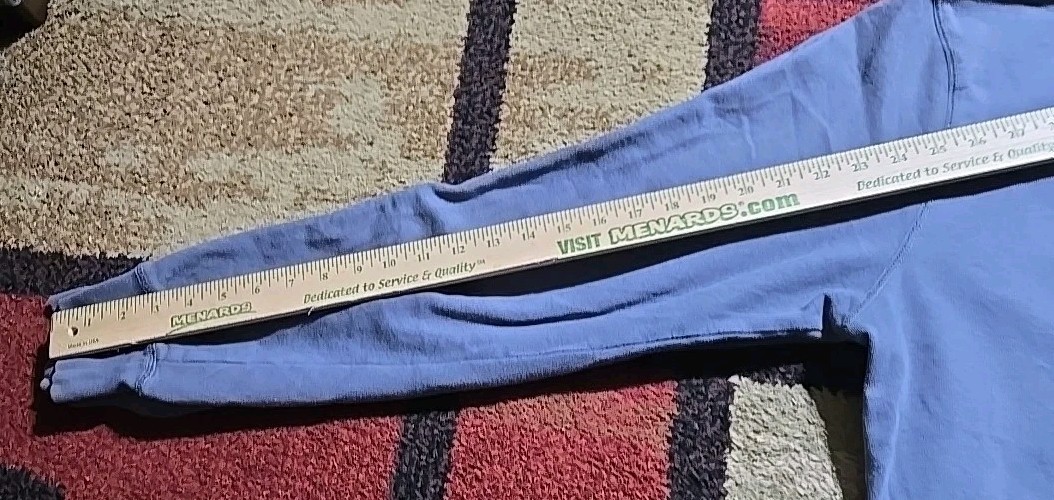 1 2 3 4 5 6 7 8 9 10 11 12 13 14 15 16 17 18 19 20 21 22 23 24 25 26 27
Dedicated to Service & Quality
VISIT MENARDS.com
Dedicated to Service & Quality™
MENARDS
Made in USA